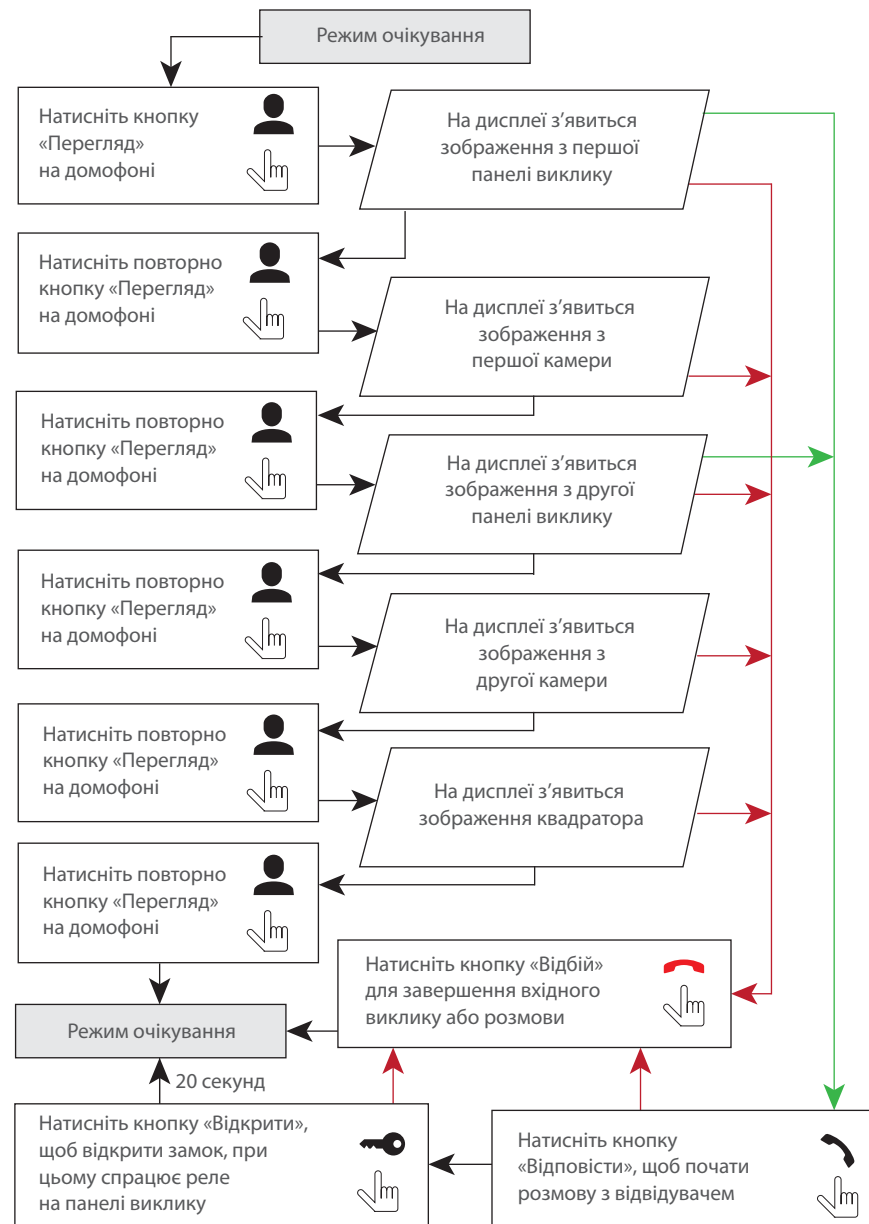 Режим очікування
Натисніть кнопку
«Перегляд»
на домофоні
На дисплеї з’явиться
зображення з першої
панелі виклику
Натисніть повторно
кнопку «Перегляд»
на домофоні
На дисплеї з’явиться
зображення з
першої камери
Натисніть повторно
кнопку «Перегляд»
на домофоні
На дисплеї з’явиться
зображення з другої
панелі виклику
Натисніть повторно
кнопку «Перегляд»
на домофоні
На дисплеї з’явиться
зображення з
другої камери
Натисніть повторно
кнопку «Перегляд»
на домофоні
На дисплеї з’явиться
зображення квадратора
Натисніть повторно
кнопку «Перегляд»
на домофоні
Натисніть кнопку «Відбій»
для завершення вхідного
виклику або розмови
Режим очікування
20 секунд
Натисніть кнопку «Відкрити»,
щоб відкрити замок, при
цьому спрацює реле
на панелі виклику
Натисніть кнопку
«Відповісти», щоб почати
розмову з відвідувачем